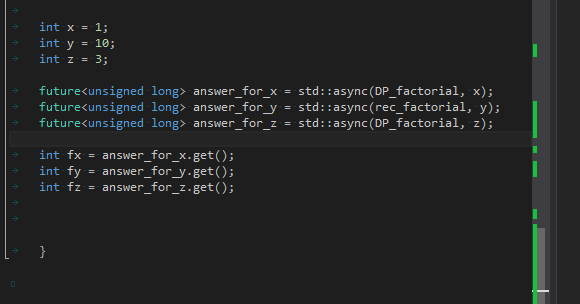 int x = 1;
int y = 10;
int z = 3;
future<unsigned long> answer_for_x = std::async(DP_factorial, x);
future<unsigned long> answer_for_y = std::async(rec_factorial, y);
future<unsigned long> answer_for_z = std::async(DP_factorial, z);
int fx = answer_for_x.get();
int fy = answer_for_y.get();
int fz = answer_for_z.get();
}